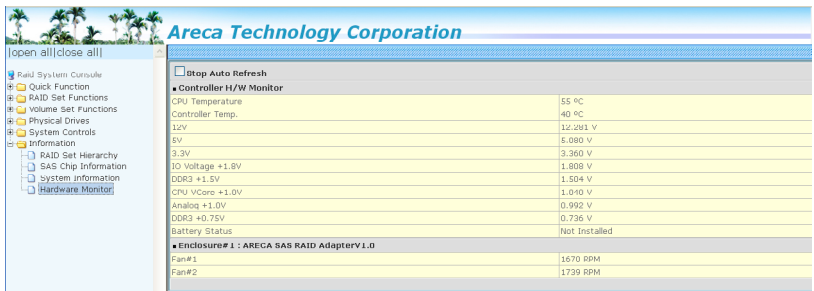 Areca Technology Corporation
|open all|close all|
Raid System Console
Quick Function
RAID Set Functions
Volume Set Functions
Physical Drives
System Controls
Information
RAID Set Hierarchy
SAS Chip Information
System Information
Hardware Monitor
Stop Auto Refresh
Controller H/W Monitor
CPU Temperature 55 ºC
Controller Temp. 40 ºC
12V 12.281 V
5V 5.080 V
3.3V 3.360 V
IO Voltage +1.8V 1.808 V
DDR3 +1.5V 1.504 V
CPU VCore +1.0V 1.040 V
Analog +1.0V 0.992 V
DDR3 +0.75V 0.736 V
Battery Status Not Installed
Enclosure#1 : ARECA SAS RAID AdapterV1.0
Fan#1 1670 RPM
Fan#2 1739 RPM